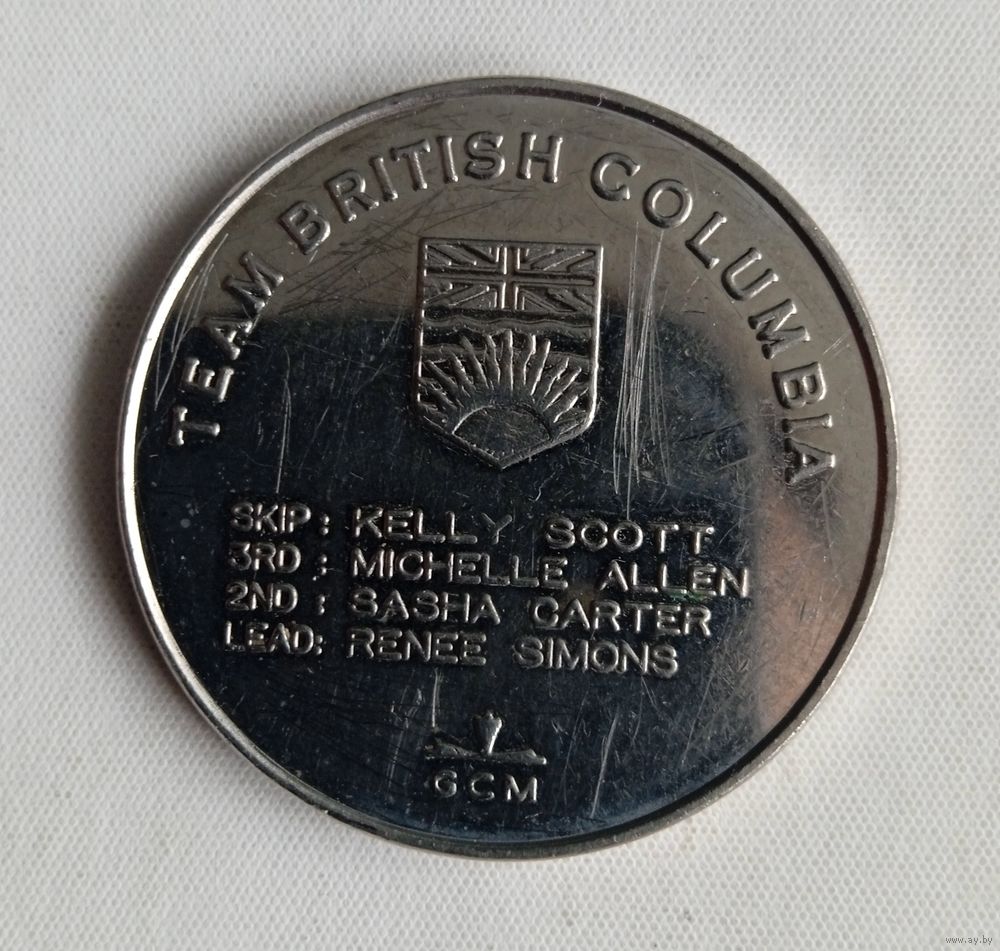 TEAM BRITISH COLUMBIA
SKIP: KELLY SCOTT
3RD: MICHELLE ALLEN
2ND: SASHA CARTER
LEAD: RENEE SIMONS
GCM
www.ay.by